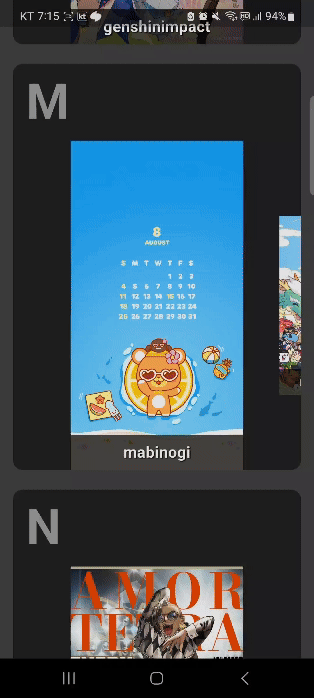 KT 7:15
94%
genshinimpact
M
8
AUGUST
S M T W T F S
1 2 3
4 5 6 7 8 9 10
11 12 13 14 15 16 17
18 19 20 21 22 23 24
25 26 27 28 29 30 31
mabinogi
N
AMOR